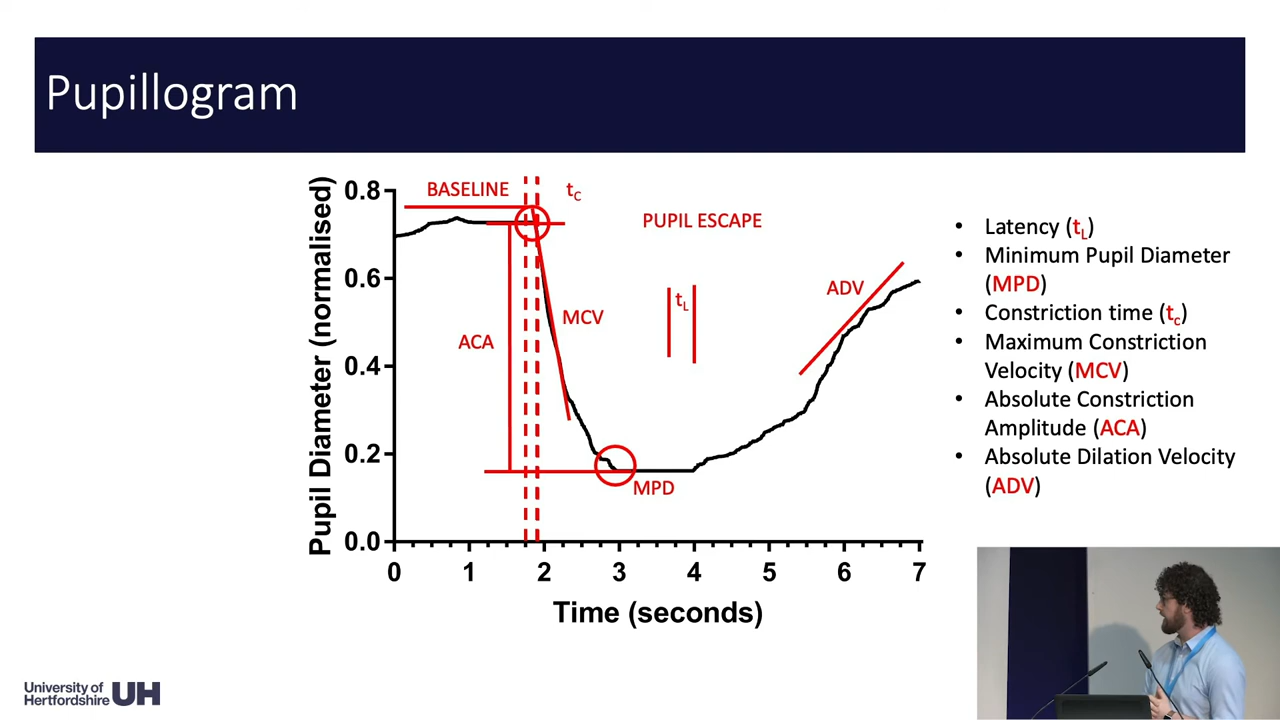 Pupillogram
Pupil Diameter (normalised)
0.8
0.6
0.4
0.2
0.0
BASELINE
tC
PUPIL ESCAPE
ACA
MCV
tL
ADV
MPD
0 1 2 3 4 5 6 7
Time (seconds)
• Latency (tL)
• Minimum Pupil Diameter
(MPD)
• Constriction time (tc)
• Maximum Constriction
Velocity (MCV)
• Absolute Constriction
Amplitude (ACA)
• Absolute Dilation Velocity
(ADV)
University of
Hertfordshire UH